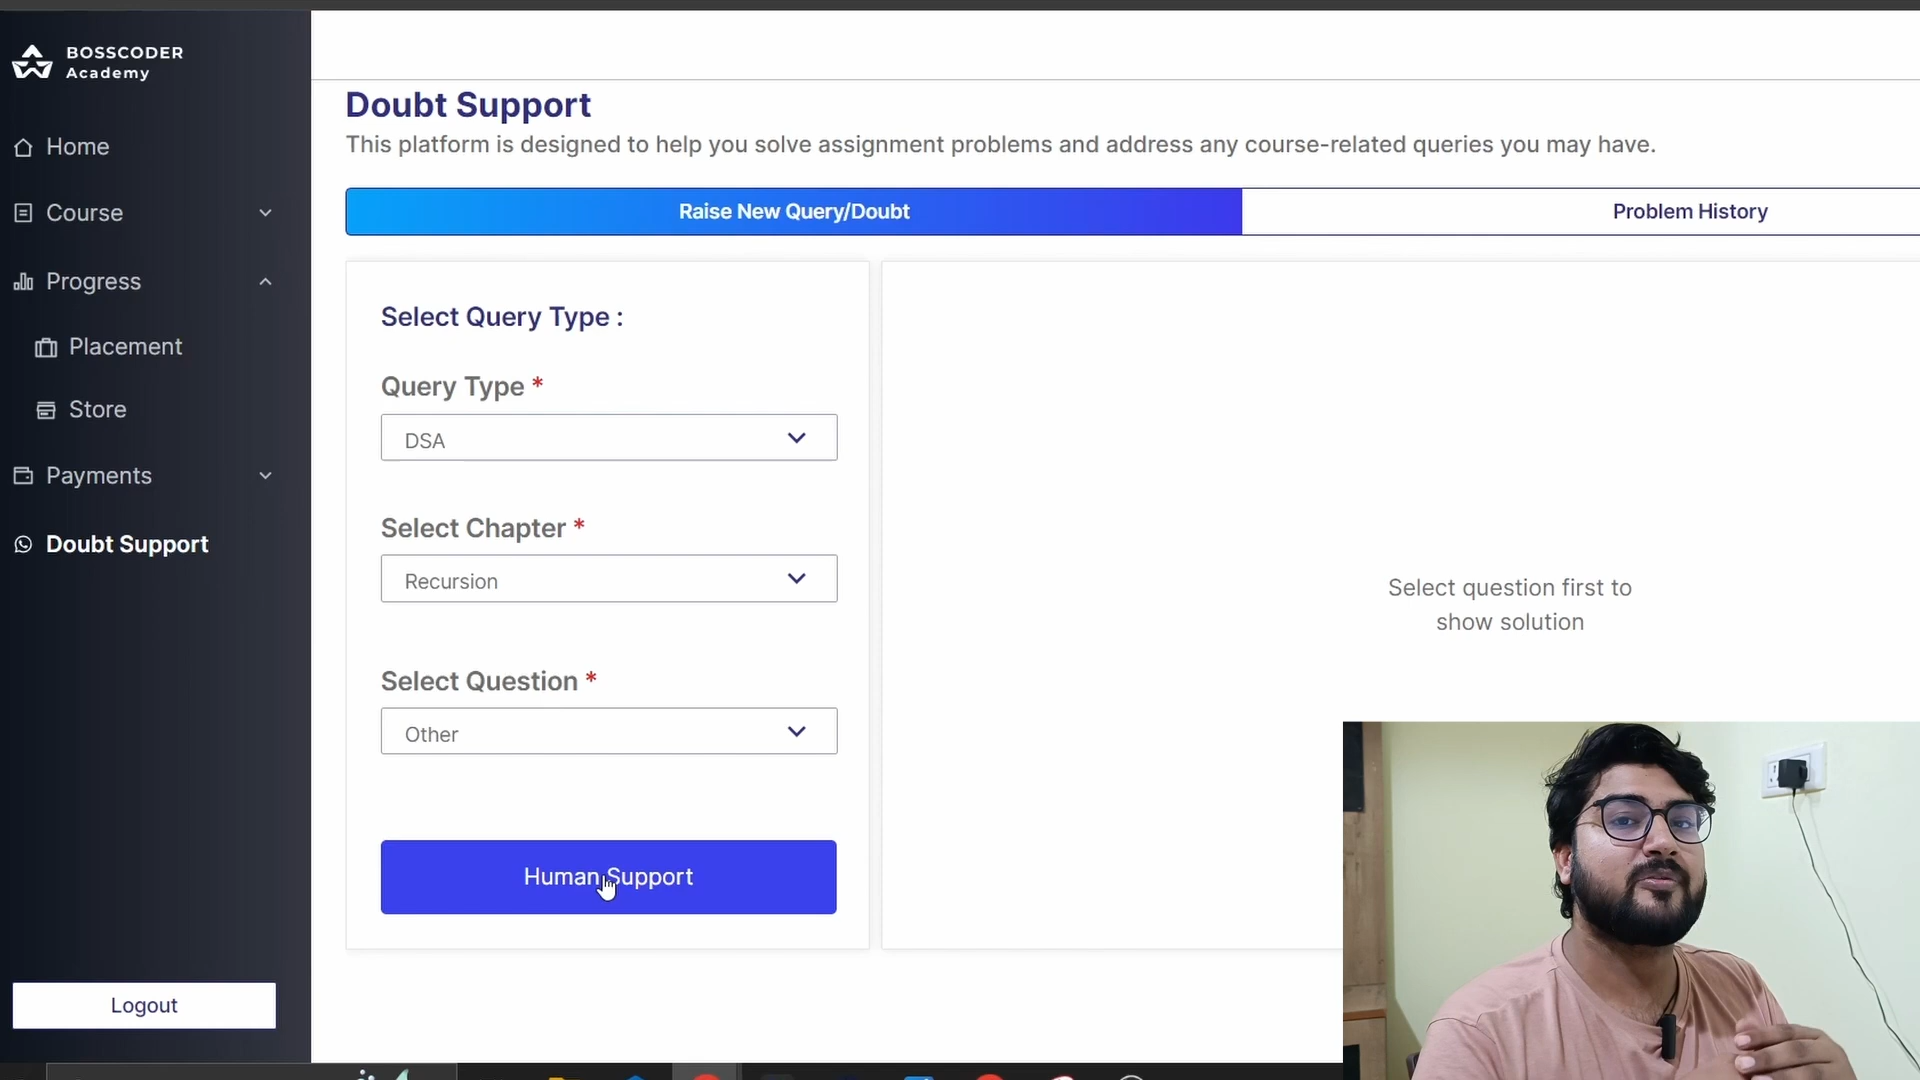 BOSSCODER
Academy
Home
Course
Progress
Placement
Store
Payments
Doubt Support
Logout
Doubt Support
This platform is designed to help you solve assignment problems and address any course-related queries you may have.
Raise New Query/Doubt
Problem History
Select Query Type :
Query Type *
DSA
Select Chapter *
Recursion
Select Question *
Other
Human Support
Select question first to
show solution